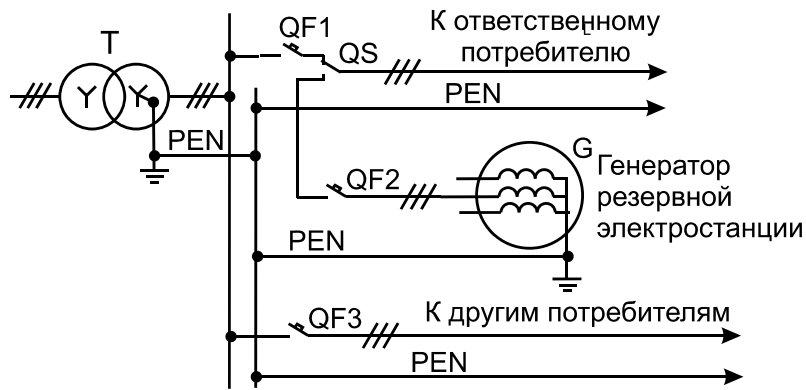 T
QF1
QS
К ответственному
потребителю
PEN
PEN
QF2
G
Генератор
резервной
электростанции
PEN
QF3
К другим потребителям
PEN